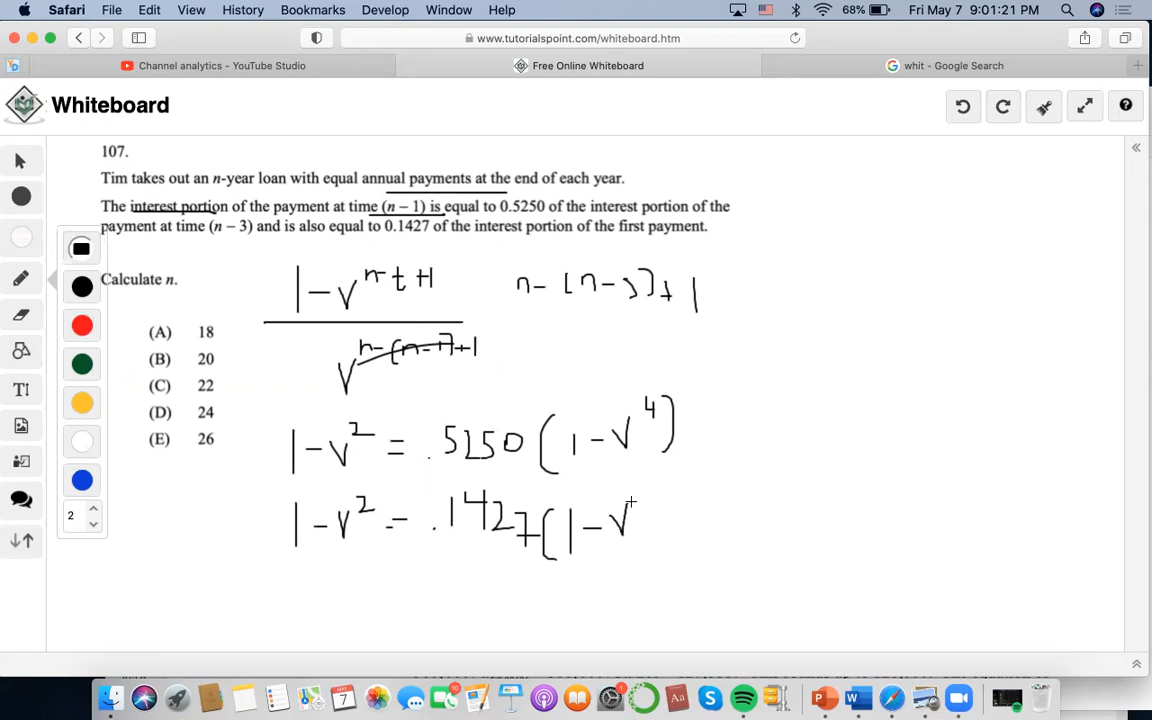 Safari File Edit View History Bookmarks Develop Window Help 68% Fri May 7 9:01:21 PM
www.tutorialspoint.com/whiteboard.htm
Channel analytics - YouTube Studio Free Online Whiteboard whit - Google Search
Whiteboard
107.
Tim takes out an n-year loan with equal annual payments at the end of each year.
The interest portion of the payment at time (n − 1) is equal to 0.5250 of the interest portion of the
payment at time (n − 3) and is also equal to 0.1427 of the interest portion of the first payment.
Calculate n.
(A) 18
(B) 20
(C) 22
(D) 24
(E) 26
1-v^n-t+1
n-[n-3]+1
v^n-(n-1)+1
1-v^2 = .5250(1-v^4)
1-v^2 = .1427(1-v
TI
2